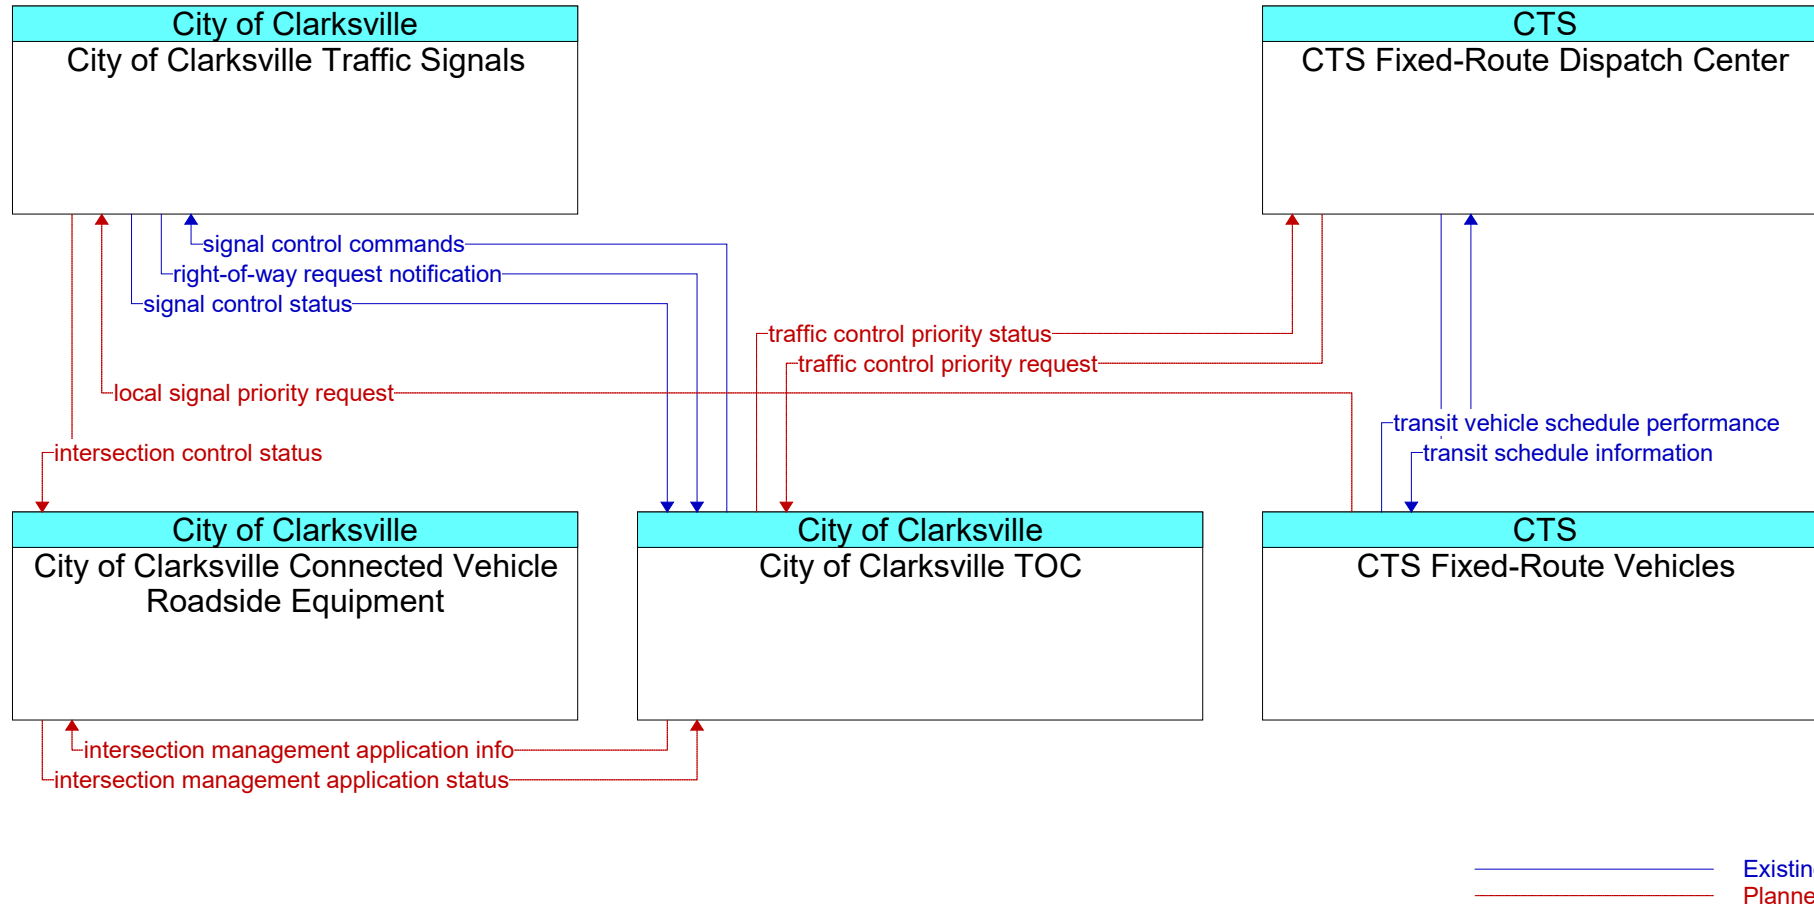 City of Clarksville
City of Clarksville Traffic Signals
CTS
CTS Fixed-Route Dispatch Center
signal control commands
right-of-way request notification
signal control status
traffic control priority status
traffic control priority request
local signal priority request
transit vehicle schedule performance
intersection control status
transit schedule information
City of Clarksville
City of Clarksville Connected Vehicle
Roadside Equipment
City of Clarksville
City of Clarksville TOC
CTS
CTS Fixed-Route Vehicles
intersection management application info
intersection management application status